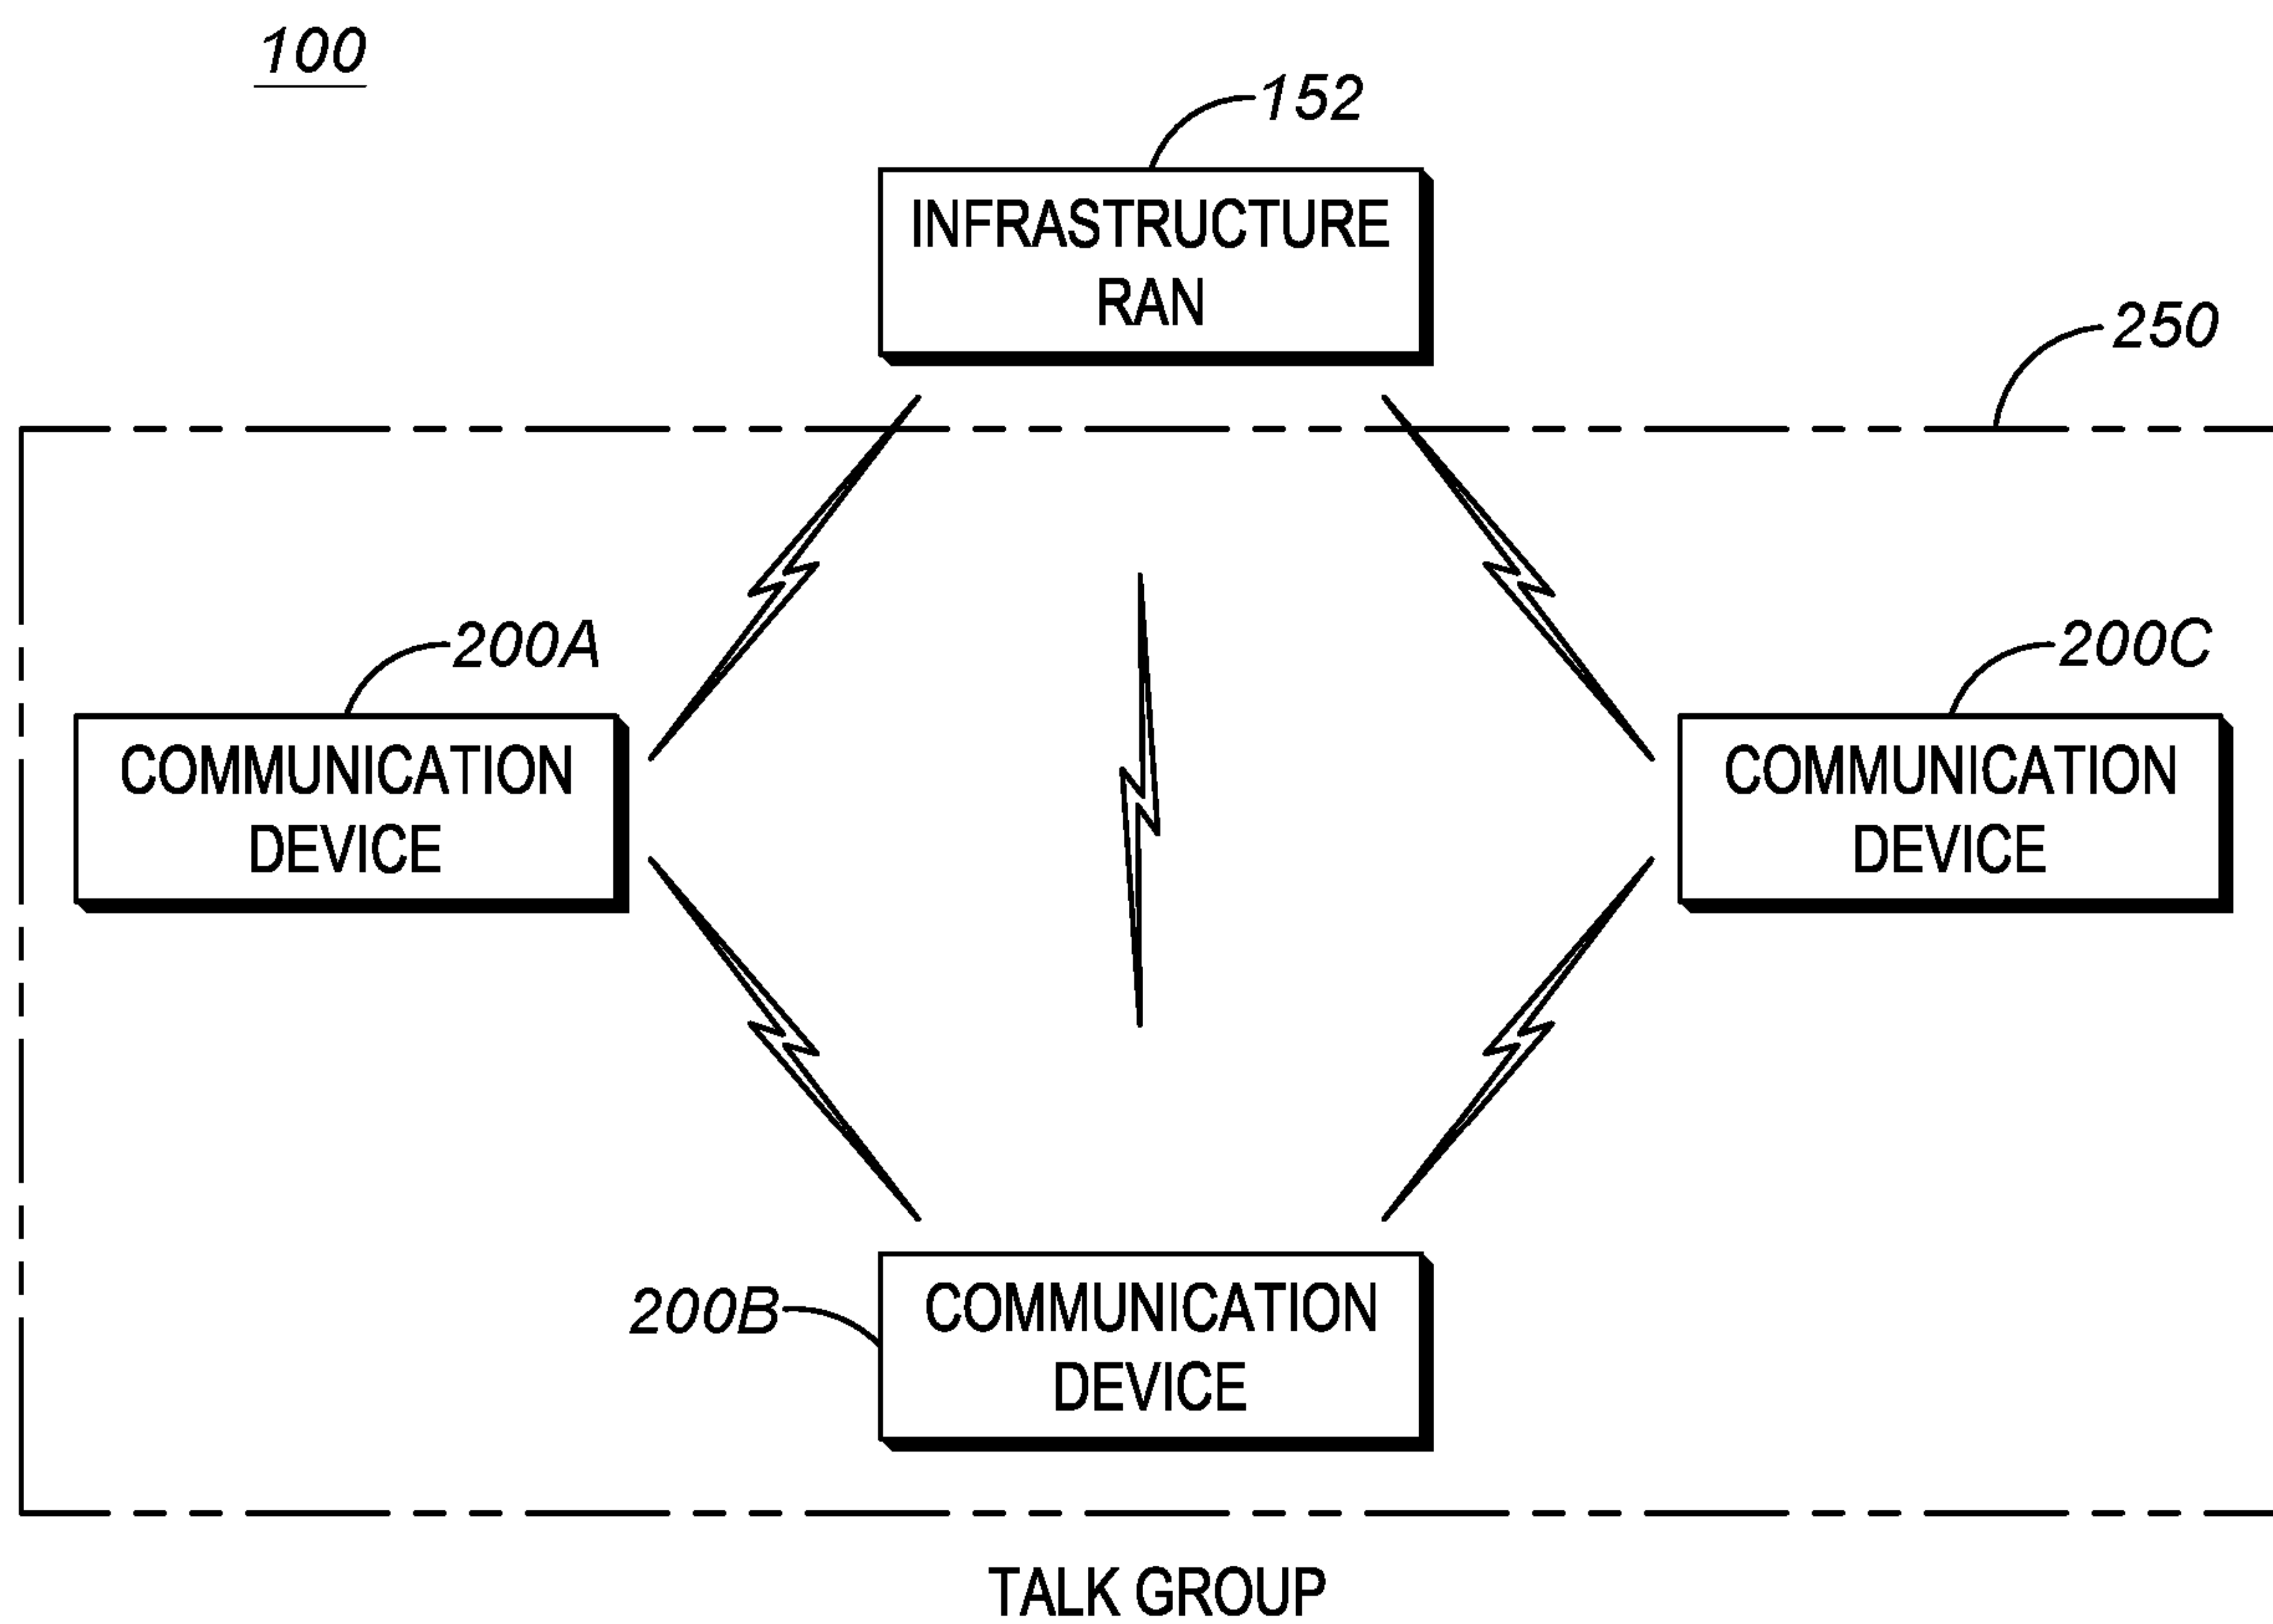 100
152
INFRASTRUCTURE
RAN
250
200A
200C
COMMUNICATION
DEVICE
COMMUNICATION
DEVICE
200B
COMMUNICATION
DEVICE
TALK GROUP